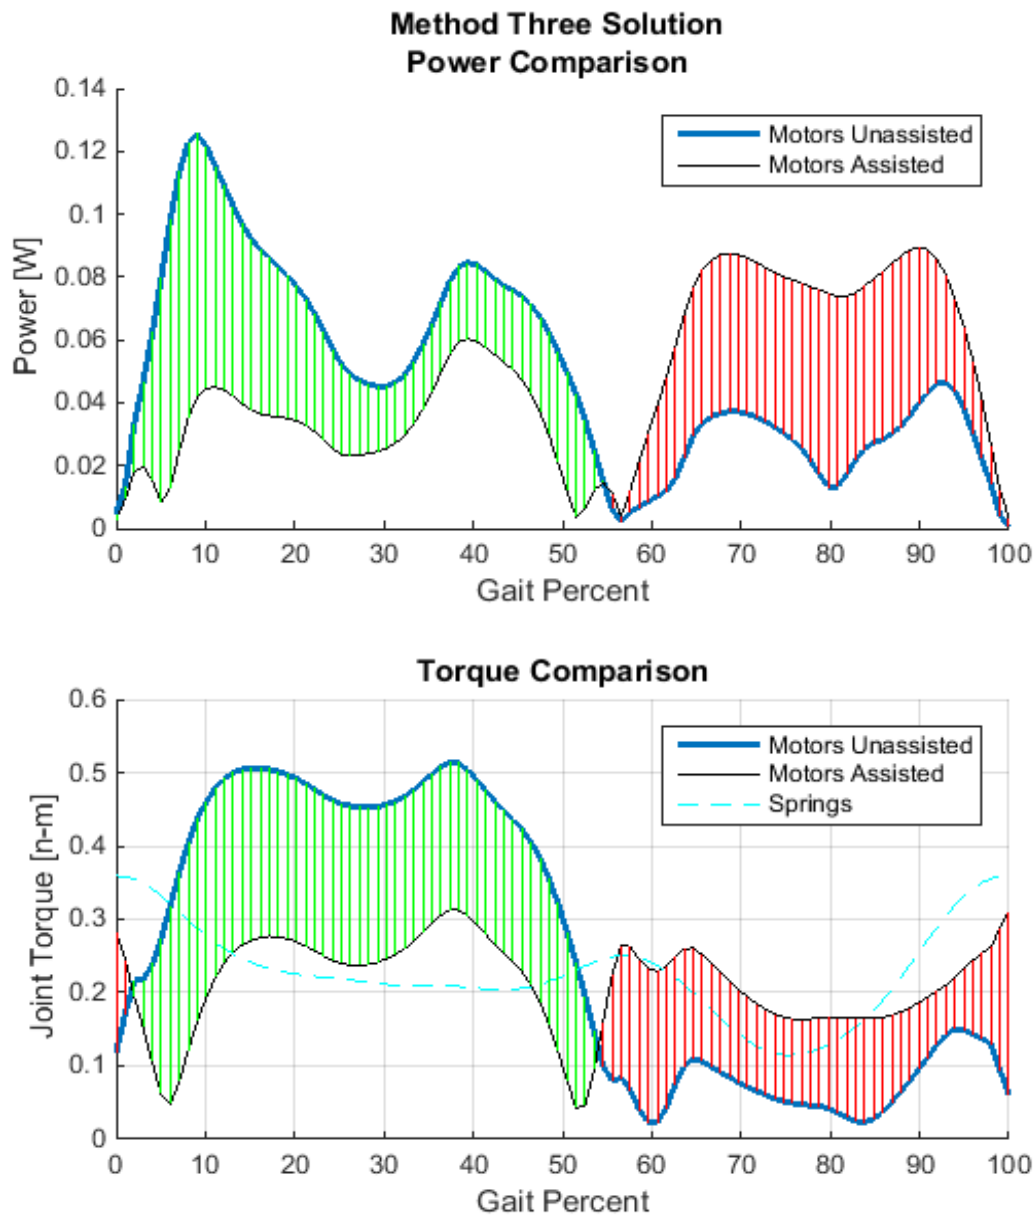 Method Three Solution
Power Comparison
0.14
0.12
0.1
0.08
0.06
0.04
0.02
0
Power [W]
Motors Unassisted
Motors Assisted
0 10 20 30 40 50 60 70 80 90 100
Gait Percent
Torque Comparison
0.6
0.5
0.4
0.3
0.2
0.1
0
Joint Torque [n-m]
Motors Unassisted
Motors Assisted
Springs
0 10 20 30 40 50 60 70 80 90 100
Gait Percent